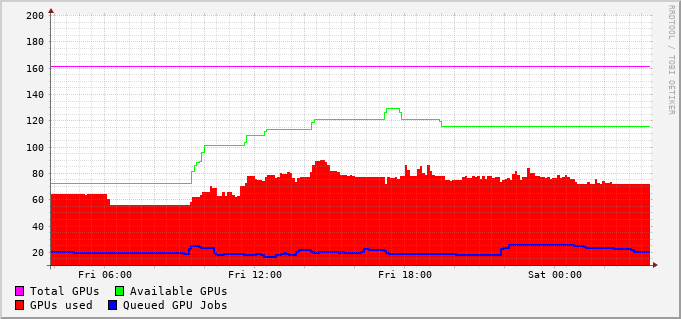 200
180
160
140
120
100
80
60
40
20
Fri 06:00 Fri 12:00 Fri 18:00 Sat 00:00
Total GPUs Available GPUs
GPUs used Queued GPU Jobs
RRDTOOL / TOBI OETIKER